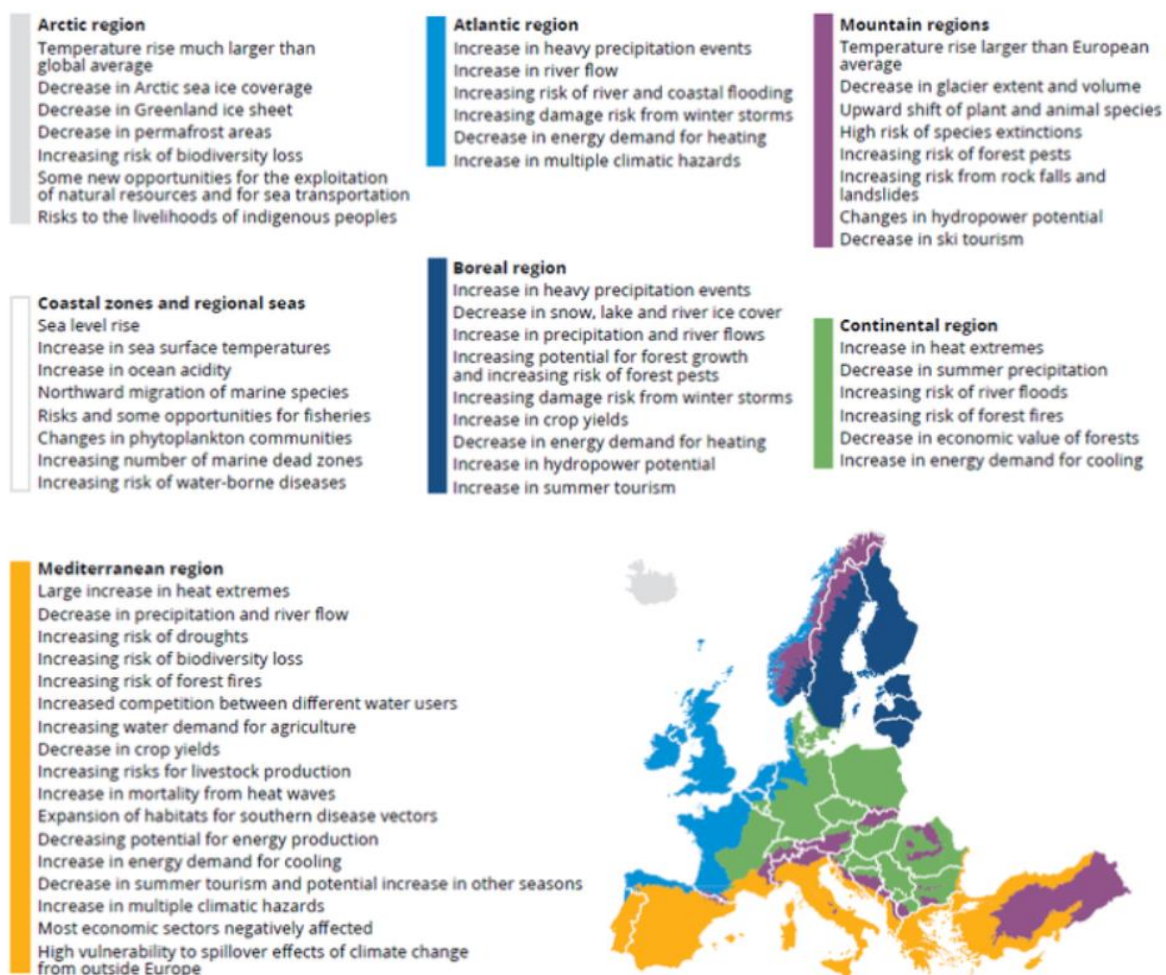 Arctic region
Temperature rise much larger than
global average
Decrease in Arctic sea ice coverage
Decrease in Greenland ice sheet
Decrease in permafrost areas
Increasing risk of biodiversity loss
Some new opportunities for the exploitation
of natural resources and for sea transportation
Risks to the livelihoods of indigenous peoples
Atlantic region
Increase in heavy precipitation events
Increase in river flow
Increasing risk of river and coastal flooding
Increasing damage risk from winter storms
Decrease in energy demand for heating
Increase in multiple climatic hazards
Mountain regions
Temperature rise larger than European
average
Decrease in glacier extent and volume
Upward shift of plant and animal species
High risk of species extinctions
Increasing risk of forest pests
Increasing risk from rock falls and
landslides
Changes in hydropower potential
Decrease in ski tourism
Coastal zones and regional seas
Sea level rise
Increase in sea surface temperatures
Increase in ocean acidity
Northward migration of marine species
Risks and some opportunities for fisheries
Changes in phytoplankton communities
Increasing number of marine dead zones
Increasing risk of water-borne diseases
Boreal region
Increase in heavy precipitation events
Decrease in snow, lake and river ice cover
Increase in precipitation and river flows
Increasing potential for forest growth
and increasing risk of forest pests
Increasing damage risk from winter storms
Increase in crop yields
Decrease in energy demand for heating
Increase in hydropower potential
Increase in summer tourism
Continental region
Increase in heat extremes
Decrease in summer precipitation
Increasing risk of river floods
Increasing risk of forest fires
Decrease in economic value of forests
Increase in energy demand for cooling
Mediterranean region
Large increase in heat extremes
Decrease in precipitation and river flow
Increasing risk of droughts
Increasing risk of biodiversity loss
Increasing risk of forest fires
Increased competition between different water users
Increasing water demand for agriculture
Decrease in crop yields
Increasing risks for livestock production
Increase in mortality from heat waves
Expansion of habitats for southern disease vectors
Decreasing potential for energy production
Increase in energy demand for cooling
Decrease in summer tourism and potential increase in other seasons
Increase in multiple climatic hazards
Most economic sectors negatively affected
High vulnerability to spillover effects of climate change
from outside Europe